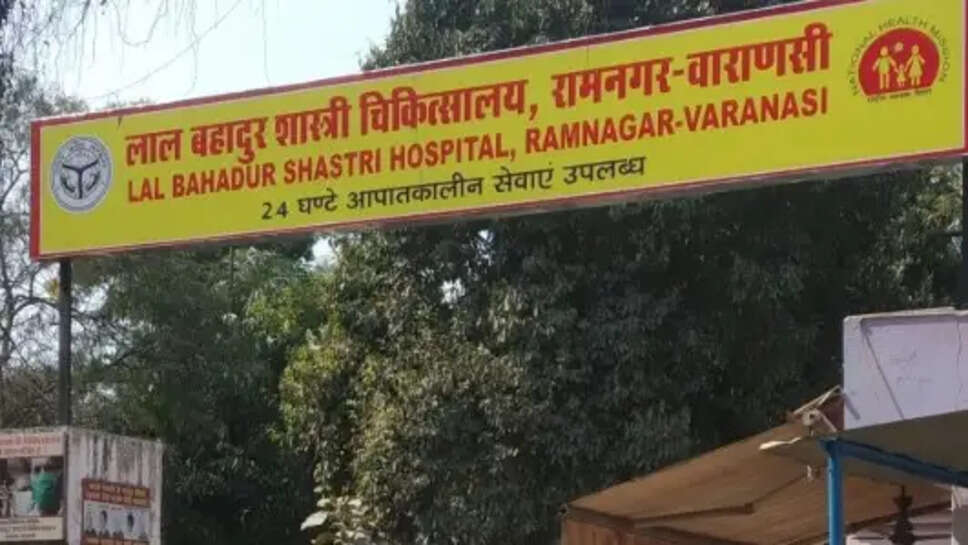 लाल बहादुर शास्त्री चिकित्सालय, रामनगर-वाराणसी
LAL BAHADUR SHASTRI HOSPITAL, RAMNAGAR-VARANASI
24 घण्टे आपातकालीन सेवाएं उपलब्ध
NATIONAL HEALTH MISSION